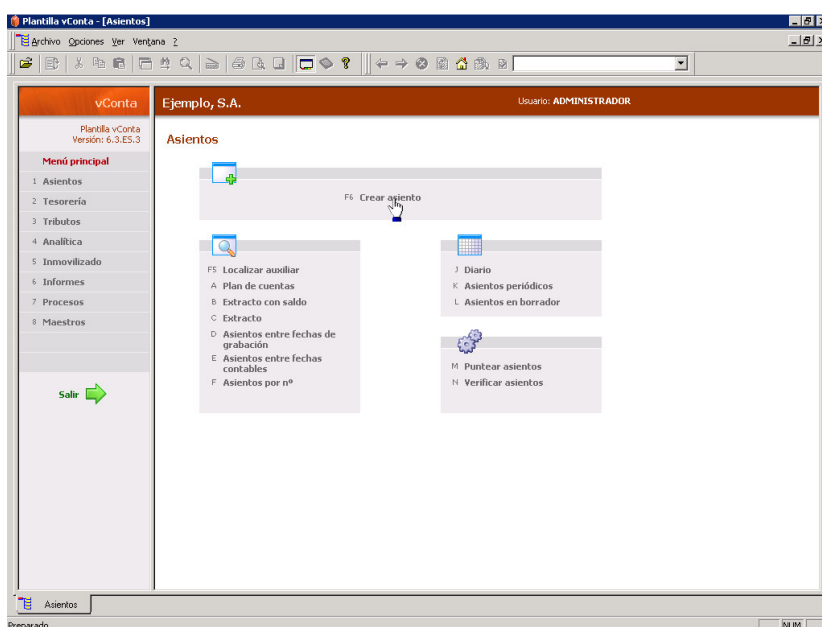 Plantilla vConta - [Asientos]
Archivo Opciones Ver Ventana ?
vConta
Ejemplo, S.A.
Usuario: ADMINISTRADOR
Plantilla vConta
Versión: 6.3.ES.3
Menú principal
1 Asientos
2 Tesorería
3 Tributos
4 Analítica
5 Inmovilizado
6 Informes
7 Procesos
8 Maestros
Salir
Asientos
F6 Crear asiento
F5 Localizar auxiliar
A Plan de cuentas
B Extracto con saldo
C Extracto
D Asientos entre fechas de
grabación
E Asientos entre fechas
contables
F Asientos por nº
J Diario
K Asientos periódicos
L Asientos en borrador
M Puntear asientos
N Verificar asientos
Asientos
Preparado
NUM